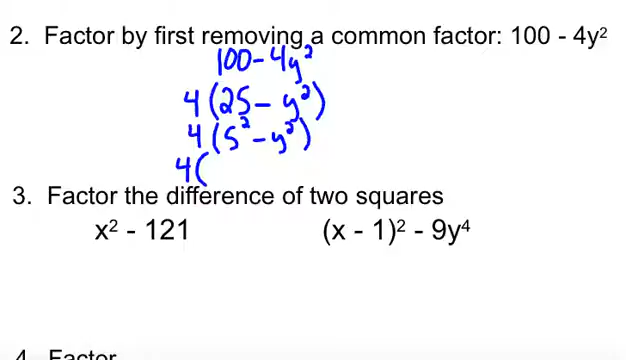 2. Factor by first removing a common factor: 100 - 4y²
100 - 4y²
4(25 - y²)
4(5² - y²)
4(
3. Factor the difference of two squares
x² - 121 (x - 1)² - 9y⁴
4. Factor